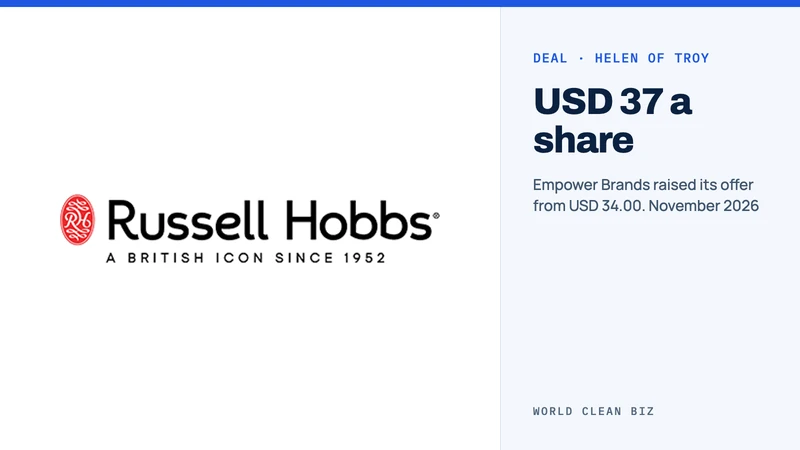 RH Russell Hobbs®
A BRITISH ICON SINCE 1952
DEAL · HELEN OF TROY
USD 37 a
share
Empower Brands raised its offer
from USD 34.00. November 2026
WORLD CLEAN BIZ